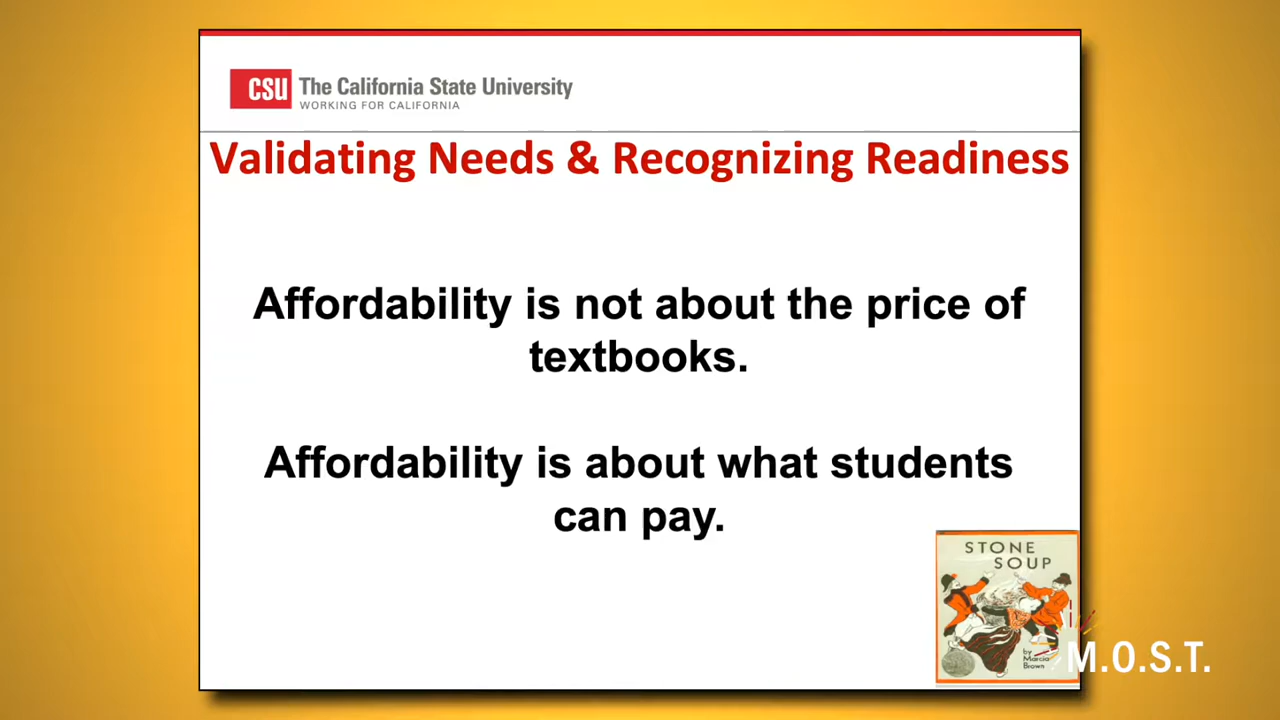 CSU The California State University
WORKING FOR CALIFORNIA
Validating Needs & Recognizing Readiness
Affordability is not about the price of
textbooks.
Affordability is about what students
can pay.
STONE
SOUP
by
Marcia
Brown
M.O.S.T.